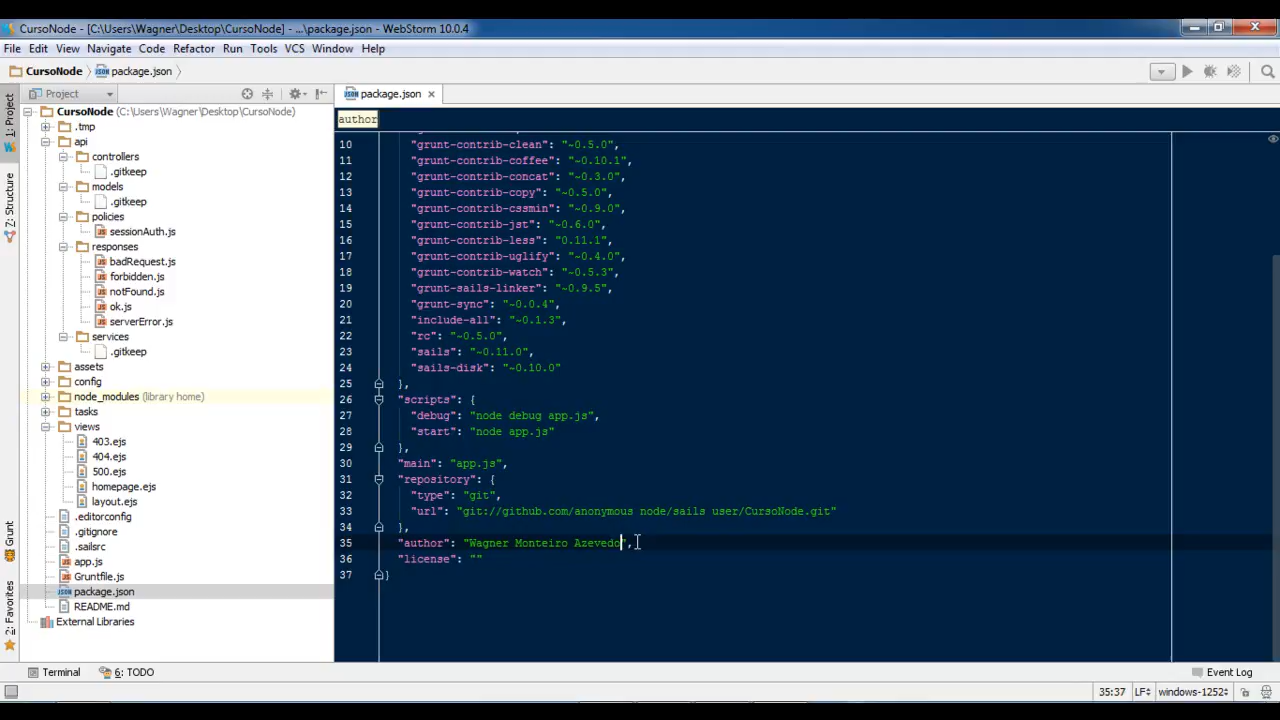 CursoNode - [C:\Users\Wagner\Desktop\CursoNode] - ...\package.json - WebStorm 10.0.4
File Edit View Navigate Code Refactor Run Tools VCS Window Help
CursoNode package.json
1: Project
7: Structure
Grunt
2: Favorites
Project
CursoNode (C:\Users\Wagner\Desktop\CursoNode)
.tmp
api
controllers
.gitkeep
models
.gitkeep
policies
sessionAuth.js
responses
badRequest.js
forbidden.js
notFound.js
ok.js
serverError.js
services
.gitkeep
assets
config
node_modules (library home)
tasks
views
403.ejs
404.ejs
500.ejs
homepage.ejs
layout.ejs
.editorconfig
.gitignore
.sailsrc
app.js
Gruntfile.js
package.json
README.md
External Libraries
package.json
author
10 "grunt-contrib-clean": "~0.5.0",
11 "grunt-contrib-coffee": "~0.10.1",
12 "grunt-contrib-concat": "~0.3.0",
13 "grunt-contrib-copy": "~0.5.0",
14 "grunt-contrib-cssmin": "~0.9.0",
15 "grunt-contrib-jst": "~0.6.0",
16 "grunt-contrib-less": "0.11.1",
17 "grunt-contrib-uglify": "~0.4.0",
18 "grunt-contrib-watch": "~0.5.3",
19 "grunt-sails-linker": "~0.9.5",
20 "grunt-sync": "~0.0.4",
21 "include-all": "~0.1.3",
22 "rc": "~0.5.0",
23 "sails": "~0.11.0",
24 "sails-disk": "~0.10.0"
25 },
26 "scripts": {
27 "debug": "node debug app.js",
28 "start": "node app.js"
29 },
30 "main": "app.js",
31 "repository": {
32 "type": "git",
33 "url": "git://github.com/anonymous node/sails user/CursoNode.git"
34 },
35 "author": "Wagner Monteiro Azevedo",
36 "license": ""
37 }
Terminal 6: TODO Event Log
35:37 LF windows-1252